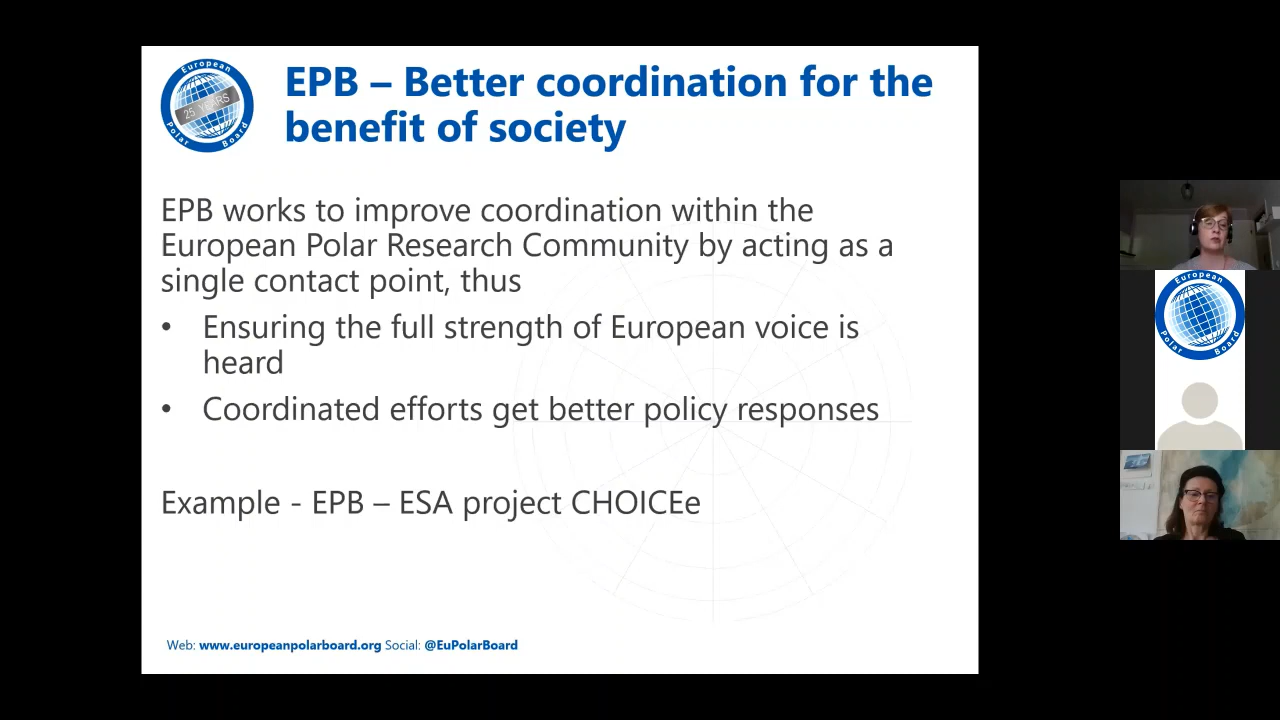 European
25 YEARS
Polar Board
EPB – Better coordination for the
benefit of society
EPB works to improve coordination within the
European Polar Research Community by acting as a
single contact point, thus
• Ensuring the full strength of European voice is
heard
• Coordinated efforts get better policy responses
Example - EPB – ESA project CHOICEe
Web: www.europeanpolarboard.org Social: @EuPolarBoard
European
Polar Board